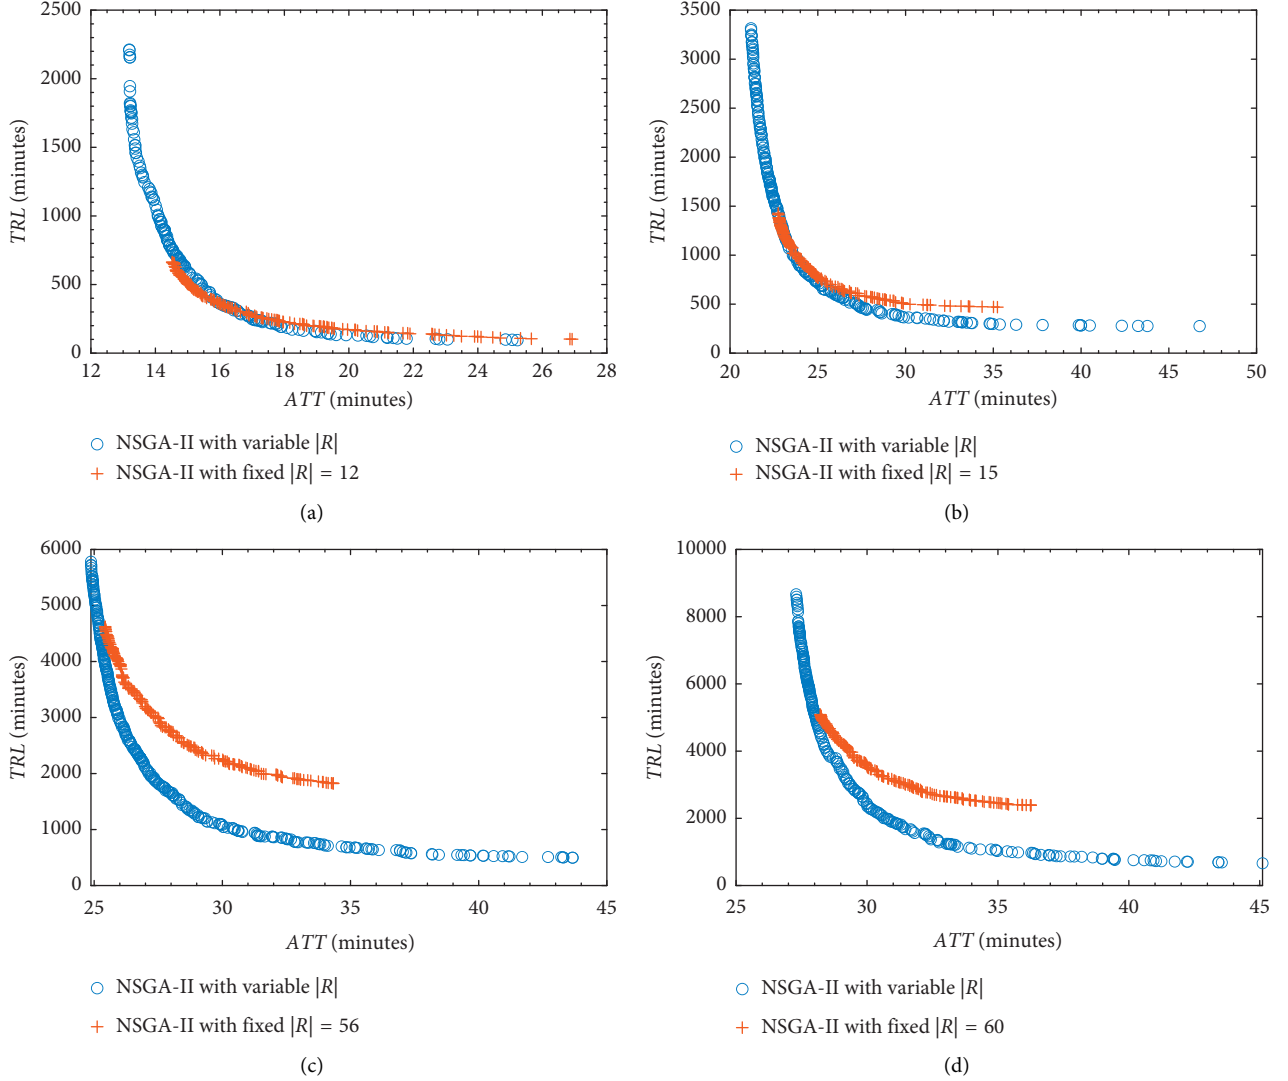 2500
2000
1500
1000
500
0
TRL (minutes)
12 14 16 18 20 22 24 26 28
ATT (minutes)
NSGA-II with variable |R|
NSGA-II with fixed |R| = 12
(a)
3500
3000
2500
2000
1500
1000
500
0
TRL (minutes)
20 25 30 35 40 45 50
ATT (minutes)
NSGA-II with variable |R|
NSGA-II with fixed |R| = 15
(b)
6000
5000
4000
3000
2000
1000
0
TRL (minutes)
25 30 35 40 45
ATT (minutes)
NSGA-II with variable |R|
NSGA-II with fixed |R| = 56
(c)
10000
8000
6000
4000
2000
0
TRL (minutes)
25 30 35 40 45
ATT (minutes)
NSGA-II with variable |R|
NSGA-II with fixed |R| = 60
(d)